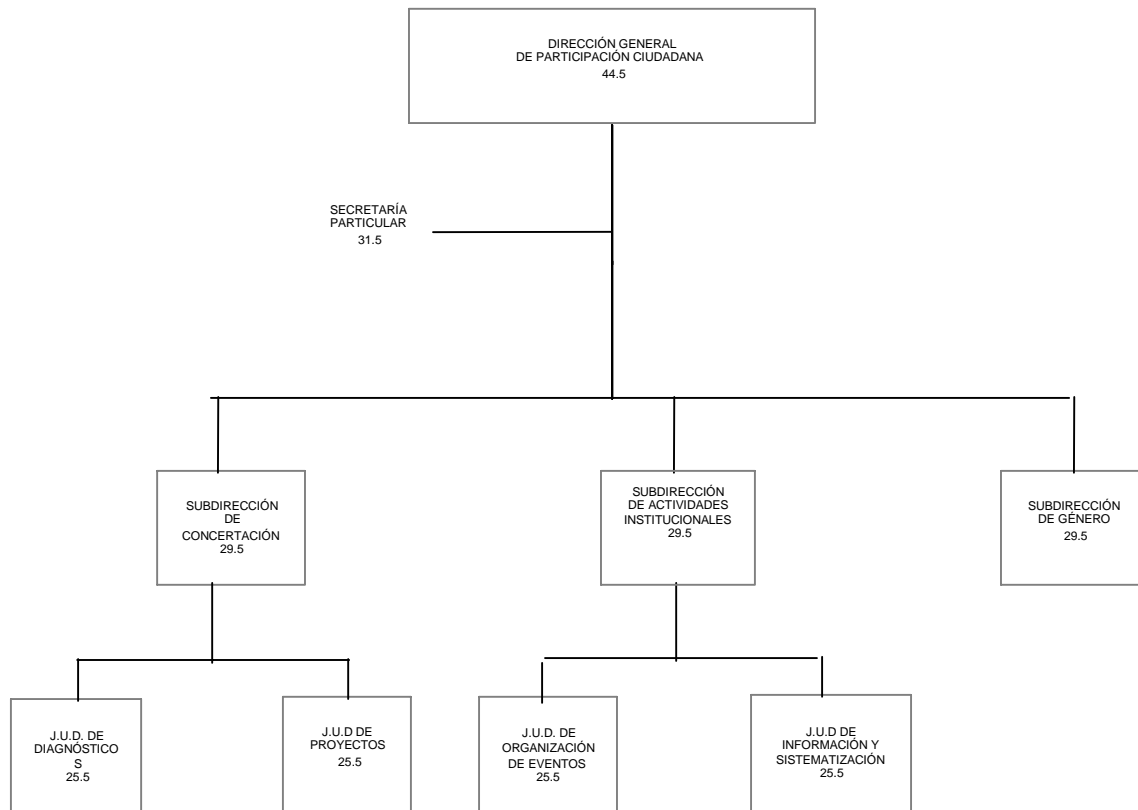 DIRECCIÓN GENERAL
DE PARTICIPACIÓN CIUDADANA
44.5
SECRETARÍA
PARTICULAR
31.5
SUBDIRECCIÓN
DE
CONCERTACIÓN
29.5
SUBDIRECCIÓN
DE ACTIVIDADES
INSTITUCIONALES
29.5
SUBDIRECCIÓN
DE GÉNERO
29.5
J.U.D. DE
DIAGNÓSTICO
S
25.5
J.U.D DE
PROYECTOS
25.5
J.U.D. DE
ORGANIZACIÓN
DE EVENTOS
25.5
J.U.D DE
INFORMACIÓN Y
SISTEMATIZACIÓN
25.5